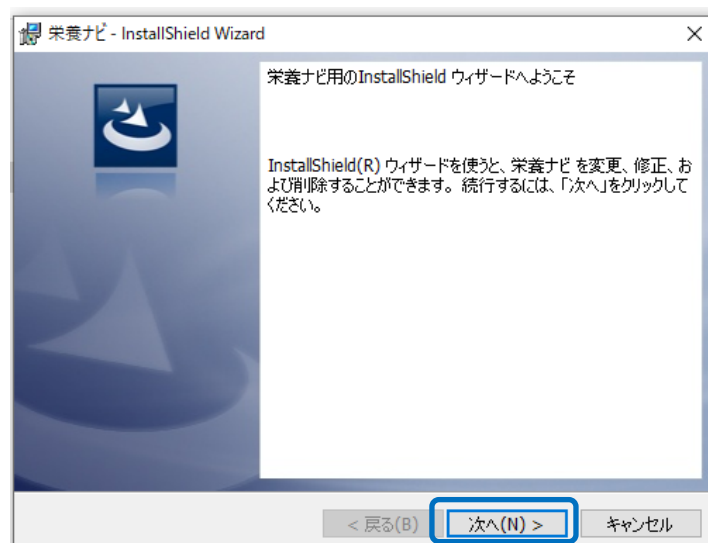 栄養ナビ - InstallShield Wizard
栄養ナビ用のInstallShield ウィザードへようこそ
InstallShield(R) ウィザードを使うと、栄養ナビ を変更、修正、お
よび削除することができます。続行するには、「次へ」をクリックして
ください。
< 戻る(B) 次へ(N) > キャンセル